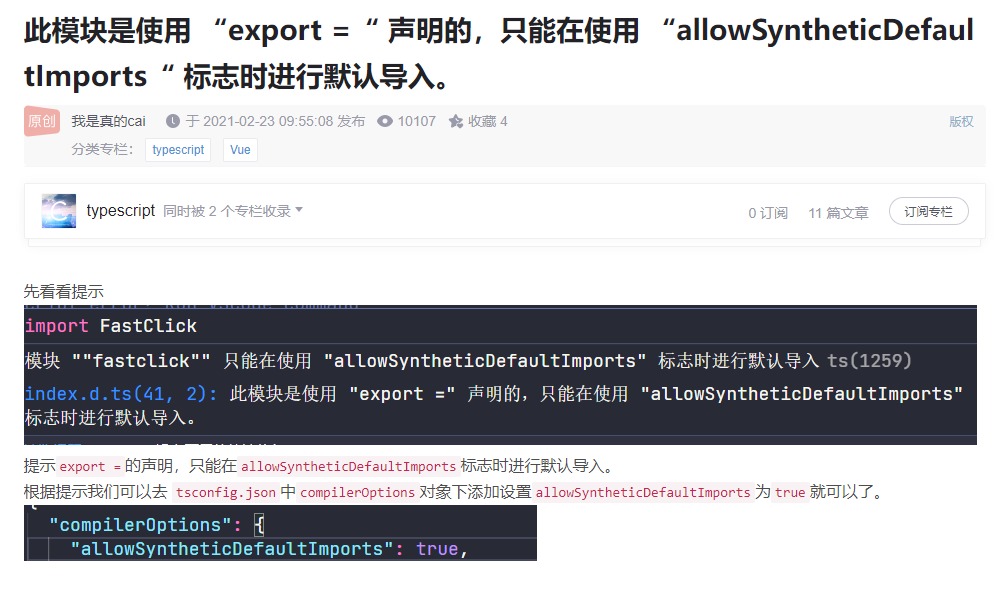 此模块是使用 “export = “ 声明的，只能在使用 “allowSyntheticDefaul
tImports “ 标志时进行默认导入。
原创 我是真的cai 于 2021-02-23 09:55:08 发布 10107 收藏 4 版权
分类专栏： typescript Vue
typescript 同时被 2 个专栏收录 0 订阅 11 篇文章 订阅专栏
先看看提示
import FastClick
模块 ""fastclick"" 只能在使用 "allowSyntheticDefaultImports" 标志时进行默认导入 ts(1259)
index.d.ts(41, 2): 此模块是使用 "export =" 声明的，只能在使用 "allowSyntheticDefaultImports"
标志时进行默认导入。
提示 export = 的声明，只能在 allowSyntheticDefaultImports 标志时进行默认导入。
根据提示我们可以去 tsconfig.json 中 compilerOptions 对象下添加设置 allowSyntheticDefaultImports 为 true 就可以了。
{
"compilerOptions": {
"allowSyntheticDefaultImports": true,